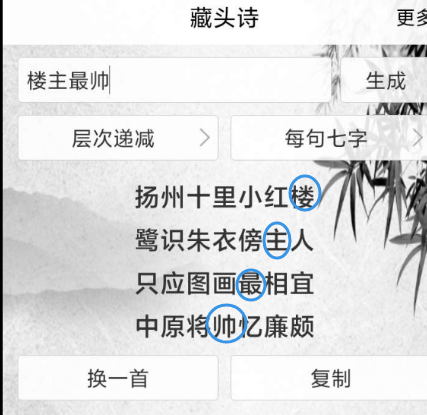 藏头诗 更多
楼主最帅 生成
层次递减 每句七字
扬州十里小红楼
鹭识朱衣傍主人
只应图画最相宜
中原将帅忆廉颇
换一首 复制